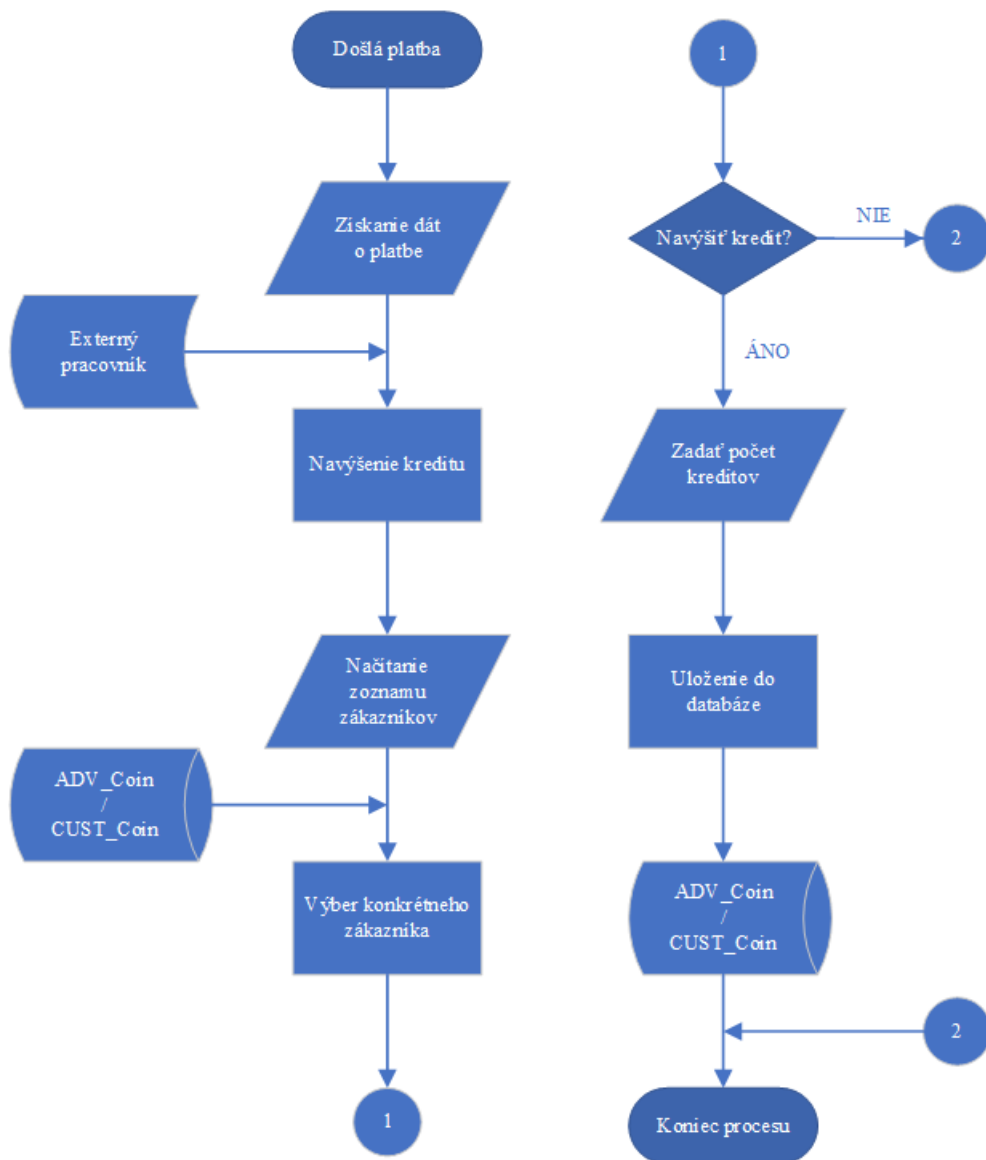 Došlá platba
Získanie dát
o platbe
Externý
pracovník
Navýšenie kreditu
Načítanie
zoznamu
zákazníkov
ADV_Coin
/
CUST_Coin
Výber konkrétneho
zákazníka
1
1
Navýšiť kredit?
NIE
2
ÁNO
Zadať počet
kreditov
Uloženie do
databáze
ADV_Coin
/
CUST_Coin
2
Koniec procesu